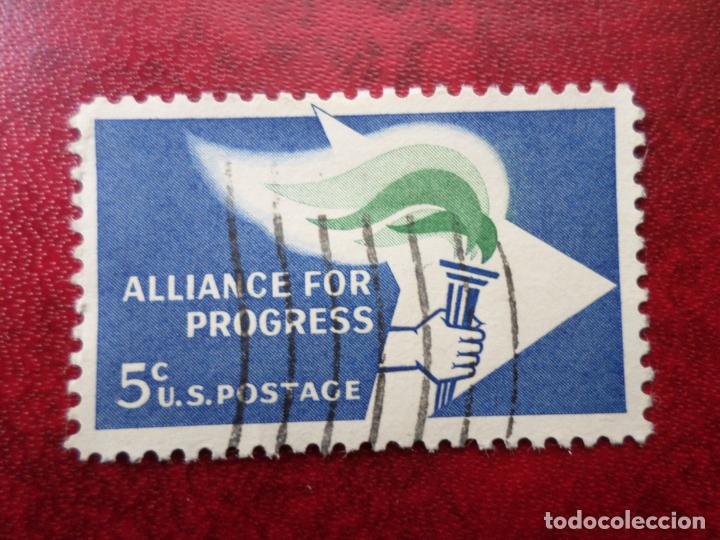 ALLIANCE FOR
PROGRESS
5c U.S. POSTAGE
todocoleccion